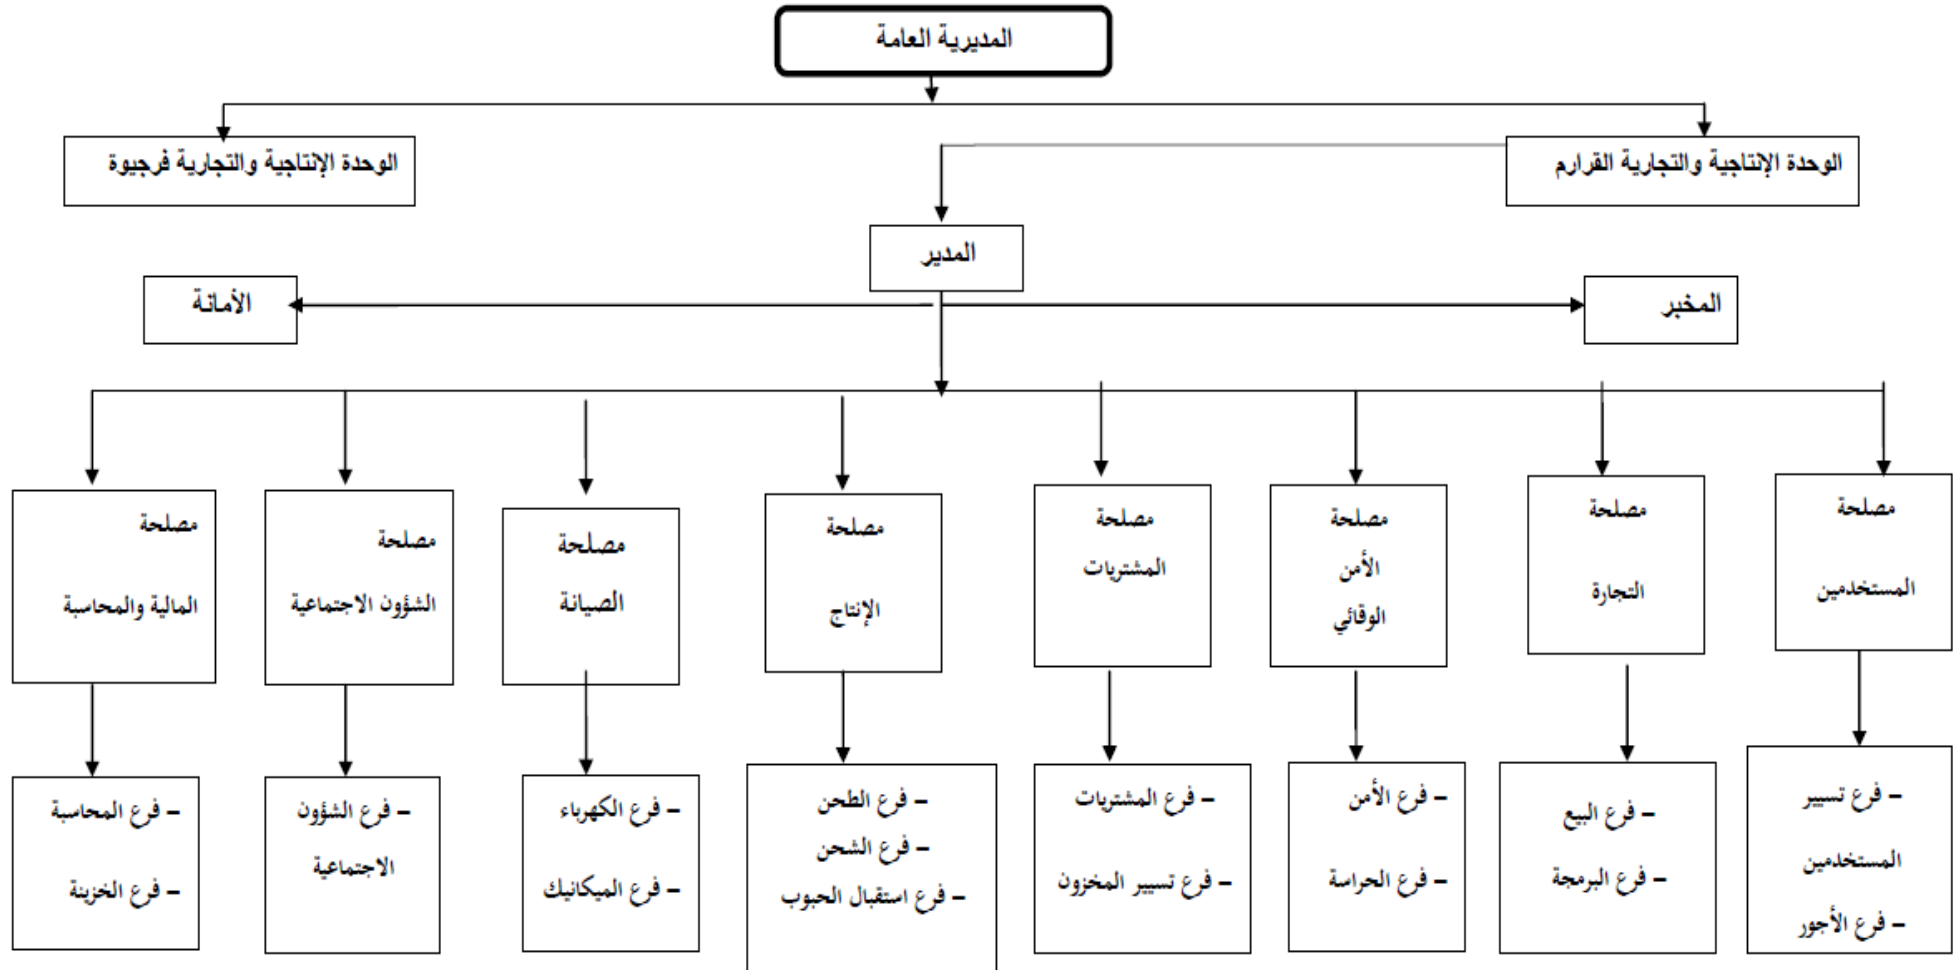 المديرية العامة
الوحدة الإنتاجية والتجارية القرارم
الوحدة الإنتاجية والتجارية فرجيوة
المدير
المخبر
الأمانة
مصلحة
المستخدمين
مصلحة
التجارة
مصلحة
الأمن
الوقائي
مصلحة
المشتريات
مصلحة
الإنتاج
مصلحة
الصيانة
مصلحة
الشؤون الاجتماعية
مصلحة
المالية والمحاسبة
– فرع تسيير
المستخدمين
– فرع الأجور
– فرع البيع
– فرع البرمجة
– فرع الأمن
– فرع الحراسة
– فرع المشتريات
– فرع تسيير المخزون
– فرع الطحن
– فرع الشحن
– فرع استقبال الحبوب
– فرع الكهرباء
– فرع الميكانيك
– فرع الشؤون
الاجتماعية
– فرع المحاسبة
– فرع الخزينة